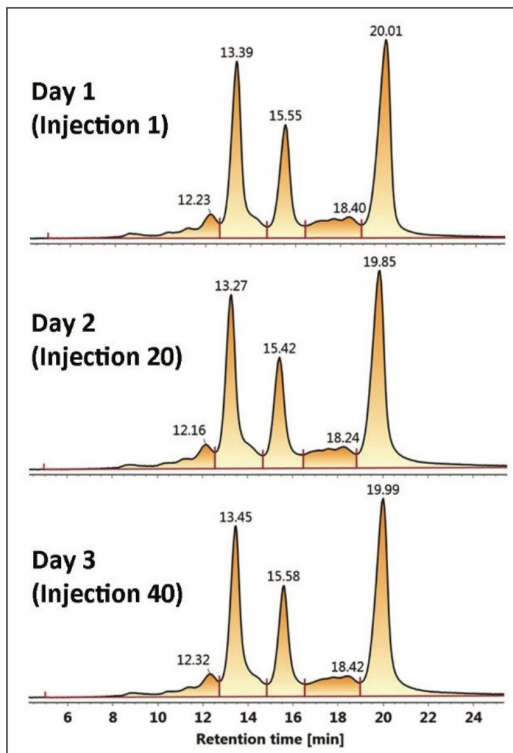 Day 1
(Injection 1)
12.23
13.39
15.55
18.40
20.01
Day 2
(Injection 20)
12.16
13.27
15.42
18.24
19.85
Day 3
(Injection 40)
12.32
13.45
15.58
18.42
19.99
6 8 10 12 14 16 18 20 22 24
Retention time [min]